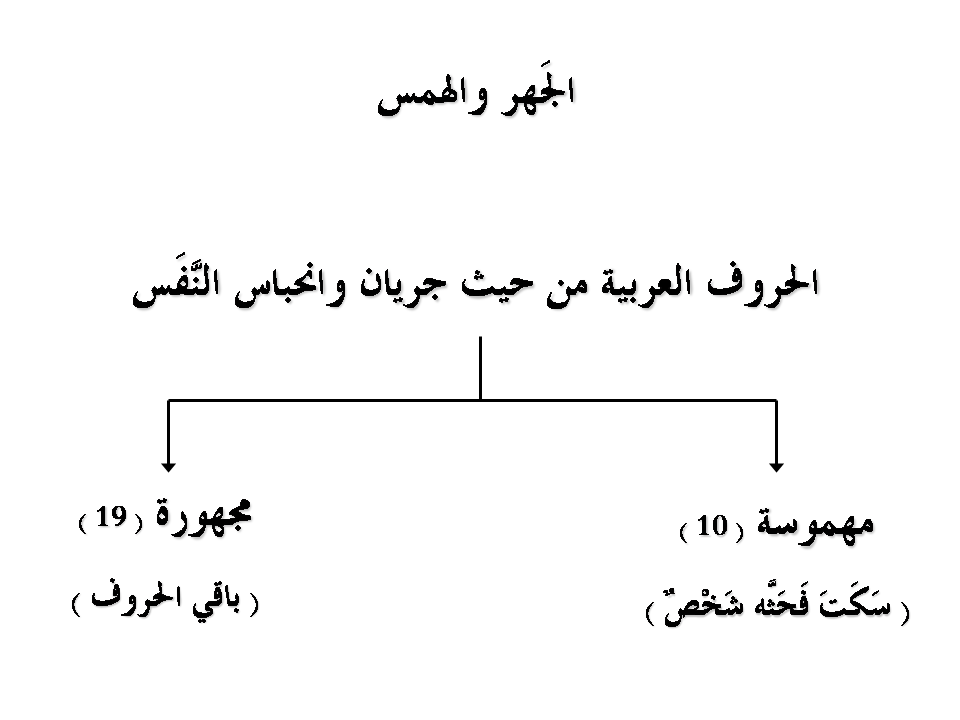 الجَهر والهمس
الحروف العربية من حيث جريان وانحباس النَّفَس
مهموسة ( 10 )
( سَكَتَ فَحَثَّه شَخْصٌ )
مجهورة ( 19 )
( باقي الحروف )